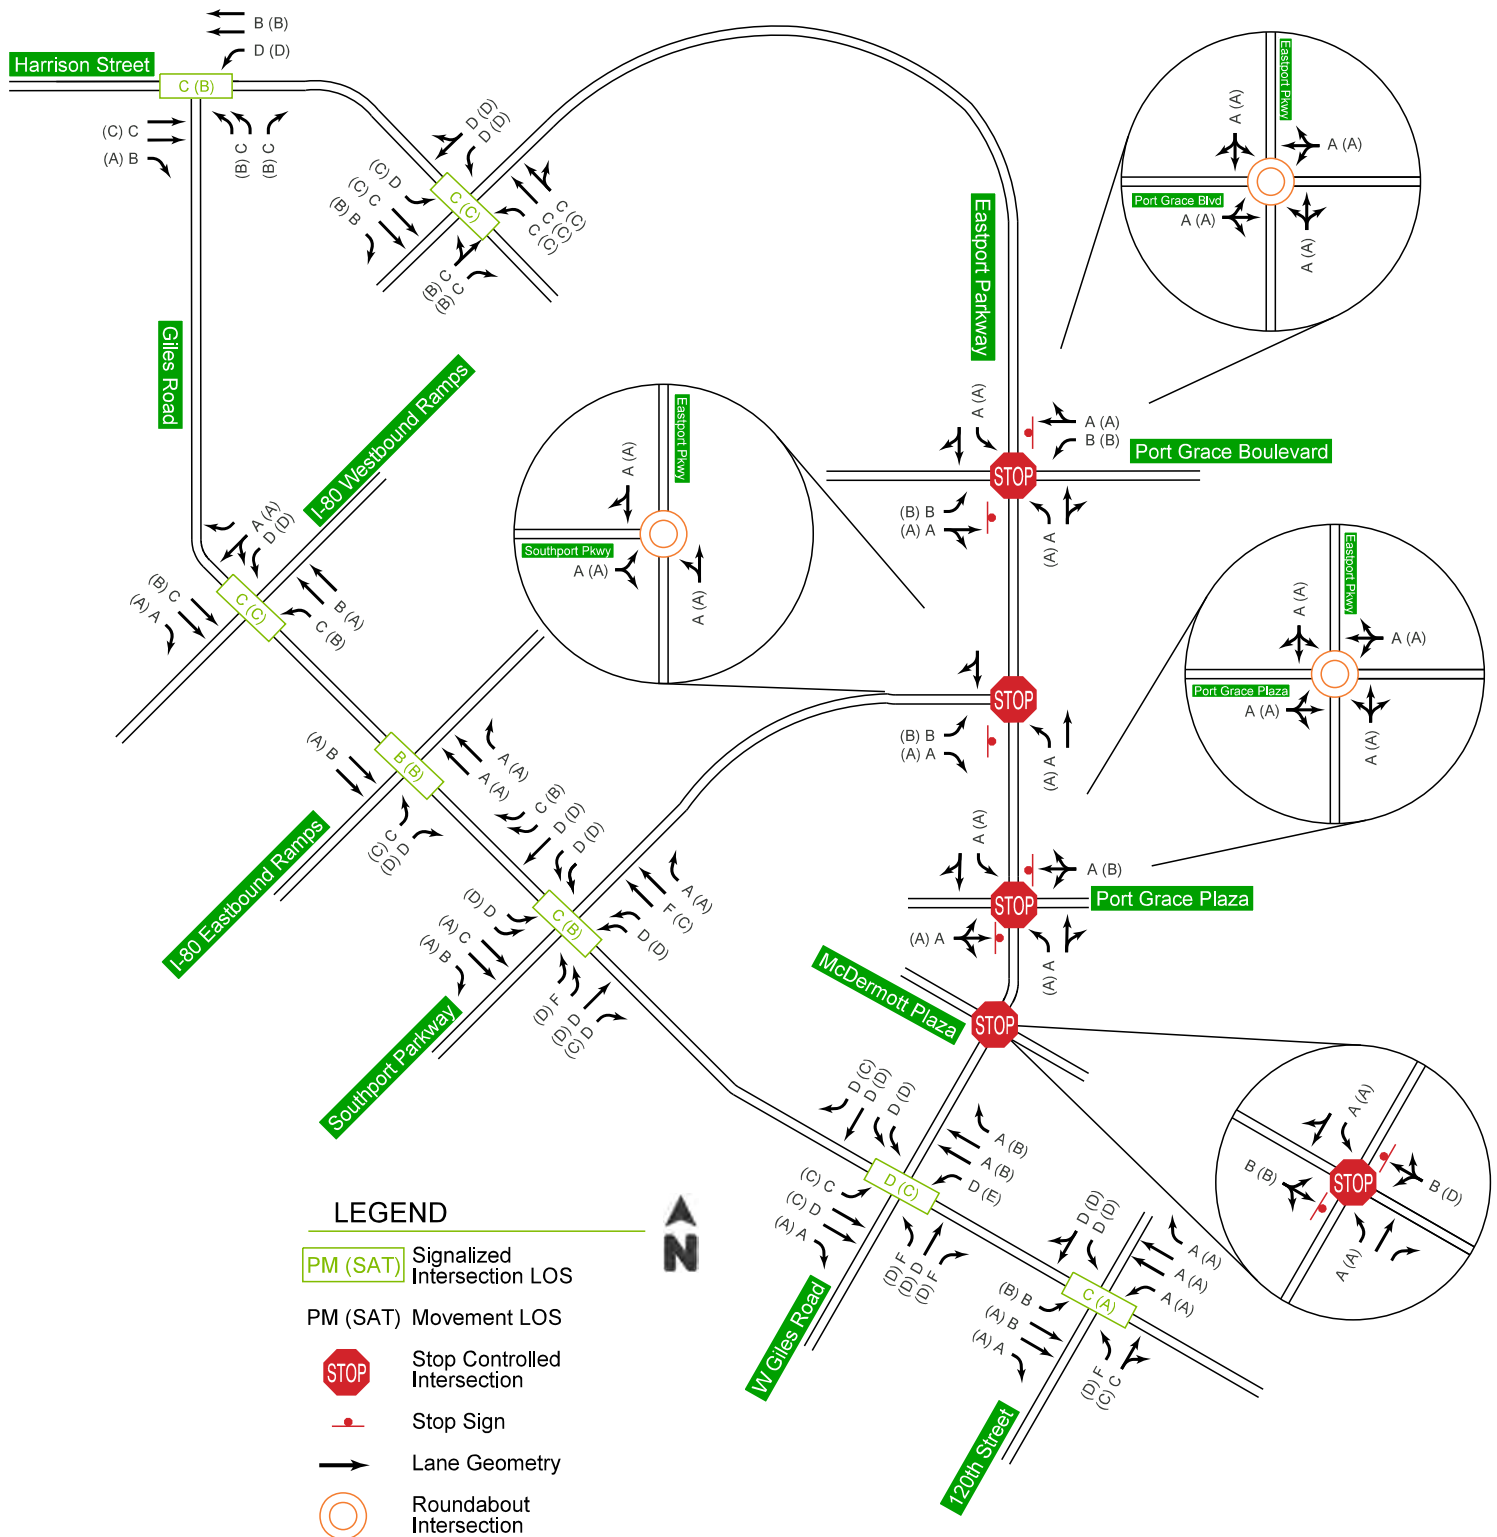 B (B)
D (D)
Harrison Street
C (B)
(C) C
(A) B
(B) C
(B) C
D (D)
D (D)
(C) D
(C) C
(B) B
C (C)
C (C)
C (C)
C (C)
(B) C
(B) C
Giles Road
Eastport Parkway
Eastport Pkwy
A (A)
A (A)
Port Grace Blvd
A (A)
A (A)
I-80 Westbound Ramps
A (A)
D (D)
(B) C
(A) A
C (C)
B (A)
C (B)
Eastport Pkwy
A (A)
Southport Pkwy
A (A)
A (A)
A (A)
A (A)
B (B)
Port Grace Boulevard
STOP
(B) B
(A) A
(A) A
Eastport Pkwy
A (A)
A (A)
Port Grace Plaza
A (A)
A (A)
STOP
(B) B
(A) A
(A) A
(A) B
B (B)
A (A)
A (A)
(C) C
(D) D
I-80 Eastbound Ramps
C (B)
D (D)
D (D)
(D) D
(A) C
(A) B
C (B)
A (A)
F (C)
D (D)
(D) F
(D) D
(C) D
Southport Parkway
A (A)
A (B)
STOP
Port Grace Plaza
(A) A
(A) A
McDermott Plaza
STOP
A (A)
B (B)
STOP
B (D)
A (A)
D (C)
D (D)
D (D)
A (B)
A (B)
D (E)
(C) C
(C) D
(A) A
D (C)
(D) F
(D) D
(D) F
W Giles Road
D (D)
D (D)
A (A)
A (A)
A (A)
(B) B
(A) B
(A) A
C (A)
(D) F
(C) C
120th Street
N
LEGEND
PM (SAT) Signalized
Intersection LOS
PM (SAT) Movement LOS
STOP Stop Controlled
Intersection
Stop Sign
Lane Geometry
Roundabout
Intersection